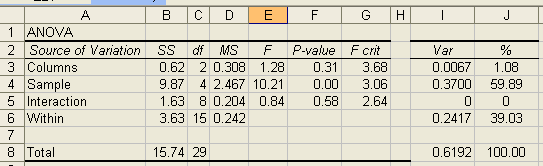 A B C D E F G H I J
1 ANOVA
2 Source of Variation SS df MS F P-value F crit Var %
3 Columns 0.62 2 0.308 1.28 0.31 3.68 0.0067 1.08
4 Sample 9.87 4 2.467 10.21 0.00 3.06 0.3700 59.89
5 Interaction 1.63 8 0.204 0.84 0.58 2.64 0 0
6 Within 3.63 15 0.242 0.2417 39.03
7
8 Total 15.74 29 0.6192 100.00